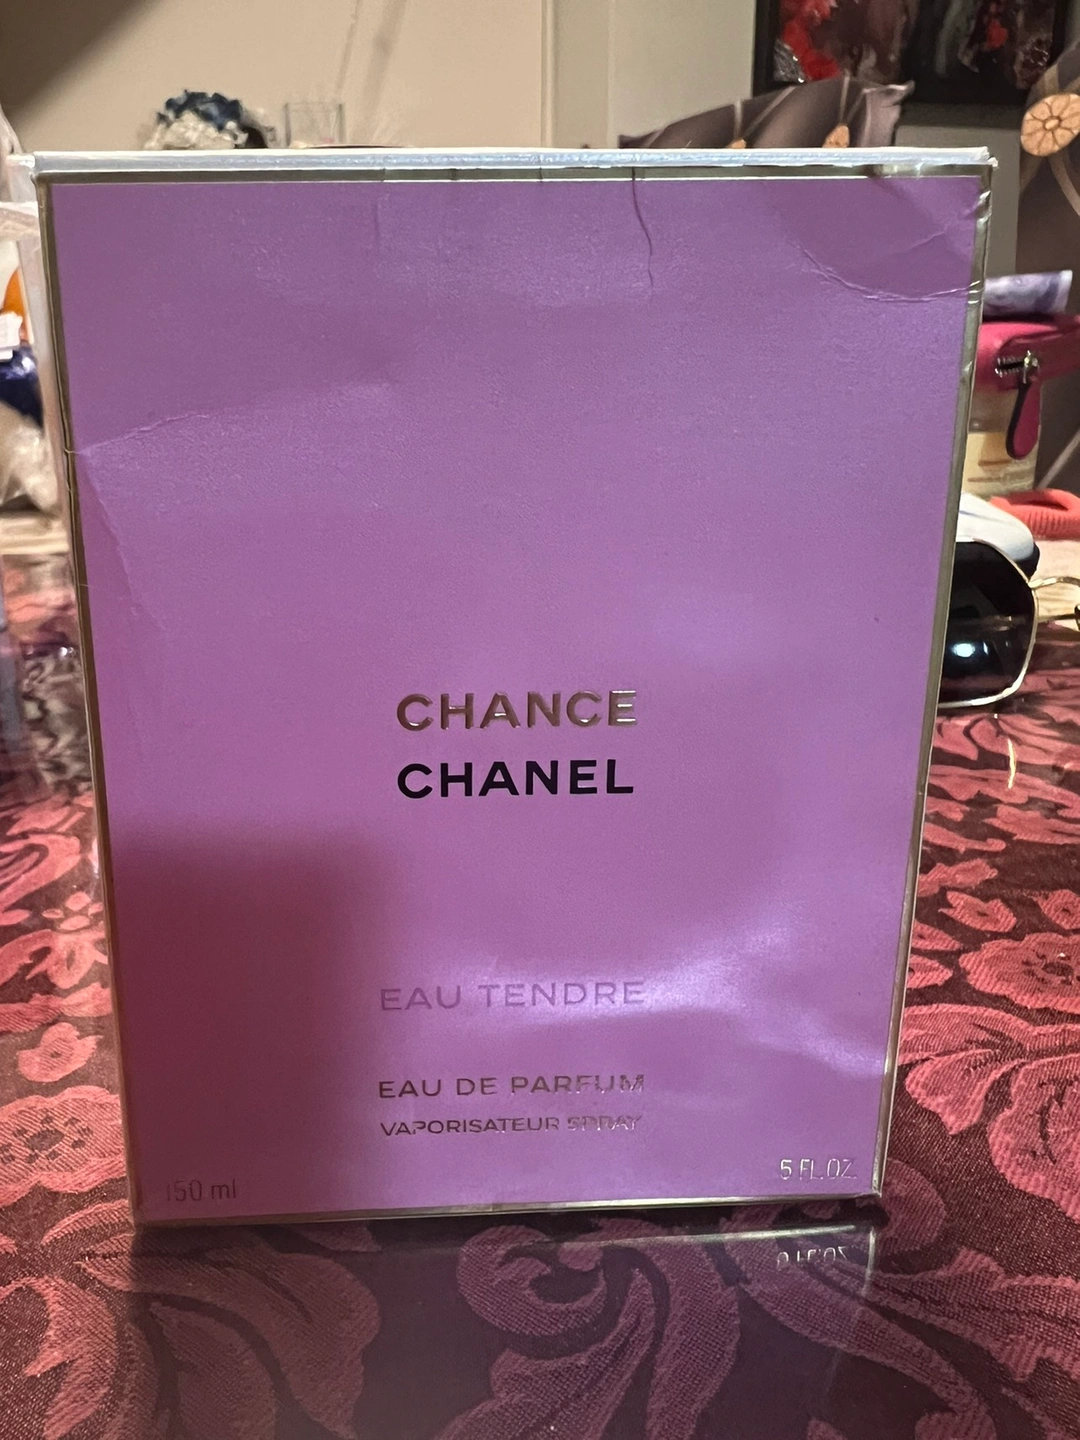 CHANCE
CHANEL
EAU TENDRE
EAU DE PARFUM
VAPORISATEUR SPRAY
150 ml
5 FL.OZ.